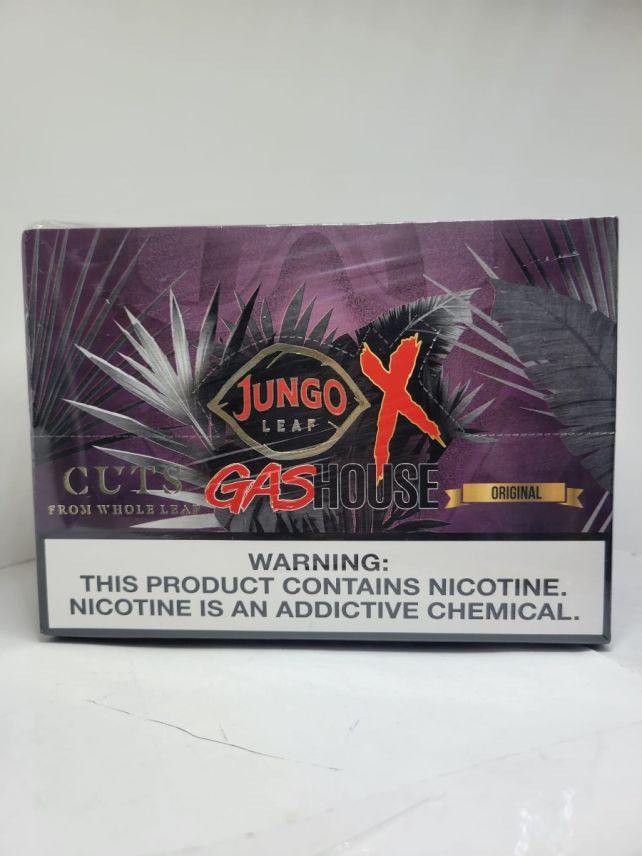 JUNGO
LEAF
X
CUTS
FROM WHOLE LEAF
GASHOUSE
ORIGINAL
WARNING:
THIS PRODUCT CONTAINS NICOTINE.
NICOTINE IS AN ADDICTIVE CHEMICAL.